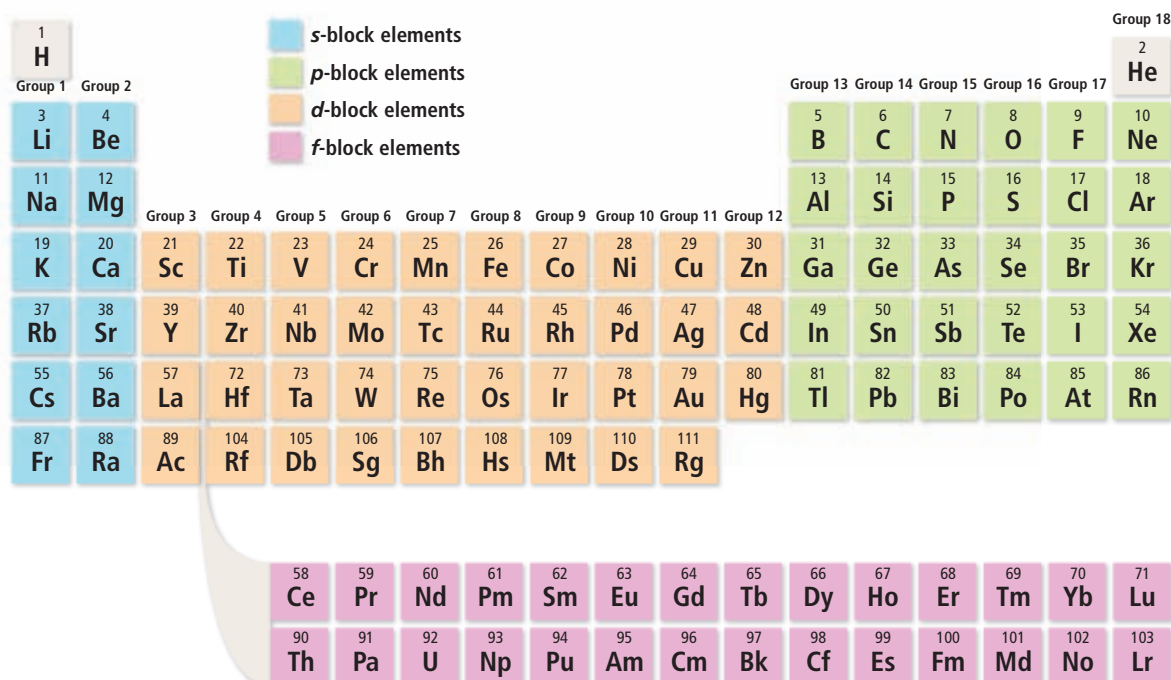 Group 18
1
H
2
He
s-block elements
p-block elements
d-block elements
f-block elements
Group 1 Group 2
Group 13 Group 14 Group 15 Group 16 Group 17
3 4 5 6 7 8 9 10
Li Be B C N O F Ne
11 12 13 14 15 16 17 18
Na Mg Al Si P S Cl Ar
Group 3 Group 4 Group 5 Group 6 Group 7 Group 8 Group 9 Group 10 Group 11 Group 12
19 20 21 22 23 24 25 26 27 28 29 30 31 32 33 34 35 36
K Ca Sc Ti V Cr Mn Fe Co Ni Cu Zn Ga Ge As Se Br Kr
37 38 39 40 41 42 43 44 45 46 47 48 49 50 51 52 53 54
Rb Sr Y Zr Nb Mo Tc Ru Rh Pd Ag Cd In Sn Sb Te I Xe
55 56 57 72 73 74 75 76 77 78 79 80 81 82 83 84 85 86
Cs Ba La Hf Ta W Re Os Ir Pt Au Hg Tl Pb Bi Po At Rn
87 88 89 104 105 106 107 108 109 110 111
Fr Ra Ac Rf Db Sg Bh Hs Mt Ds Rg
58 59 60 61 62 63 64 65 66 67 68 69 70 71
Ce Pr Nd Pm Sm Eu Gd Tb Dy Ho Er Tm Yb Lu
90 91 92 93 94 95 96 97 98 99 100 101 102 103
Th Pa U Np Pu Am Cm Bk Cf Es Fm Md No Lr